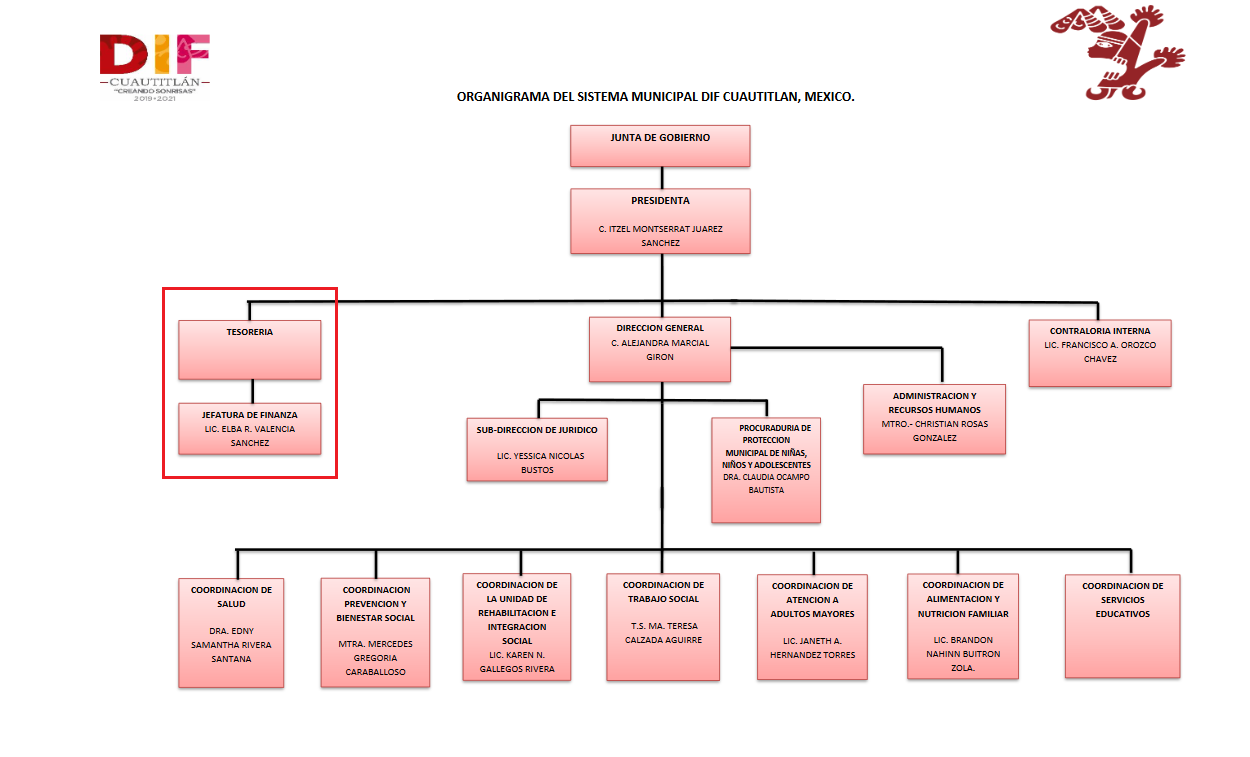 DIF
CUAUTITLÁN
"CREANDO SONRISAS"
2019•2021
ORGANIGRAMA DEL SISTEMA MUNICIPAL DIF CUAUTITLAN, MEXICO.
JUNTA DE GOBIERNO
PRESIDENTA
C. ITZEL MONTSERRAT JUAREZ
SANCHEZ
TESORERIA
JEFATURA DE FINANZA
LIC. ELBA R. VALENCIA
SANCHEZ
DIRECCION GENERAL
C. ALEJANDRA MARCIAL
GIRON
CONTRALORIA INTERNA
LIC. FRANCISCO A. OROZCO
CHAVEZ
ADMINISTRACION Y
RECURSOS HUMANOS
MTRO.- CHRISTIAN ROSAS
GONZALEZ
SUB-DIRECCION DE JURIDICO
LIC. YESSICA NICOLAS
BUSTOS
PROCURADURIA DE
PROTECCION
MUNICIPAL DE NIÑAS,
NIÑOS Y ADOLESCENTES
DRA. CLAUDIA OCAMPO
BAUTISTA
COORDINACION DE
SALUD
DRA. EDNY
SAMANTHA RIVERA
SANTANA
COORDINACION
PREVENCION Y
BIENESTAR SOCIAL
MTRA. MERCEDES
GREGORIA
CARABALLOSO
COORDINACION DE
LA UNIDAD DE
REHABILITACION E
INTEGRACION
SOCIAL
LIC. KAREN N.
GALLEGOS RIVERA
COORDINACION DE
TRABAJO SOCIAL
T.S. MA. TERESA
CALZADA AGUIRRE
COORDINACION DE
ATENCION A
ADULTOS MAYORES
LIC. JANETH A.
HERNANDEZ TORRES
COORDINACION DE
ALIMENTACION Y
NUTRICION FAMILIAR
LIC. BRANDON
NAHINN BUITRON
ZOLA.
COORDINACION DE
SERVICIOS
EDUCATIVOS